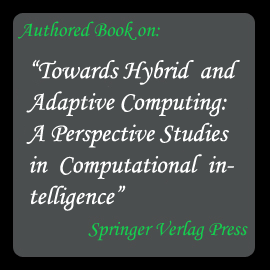 Authored Book on:
“Towards Hybrid and
Adaptive Computing:
A Perspective Studies
in Computational in-
telligence”
Springer Verlag Press